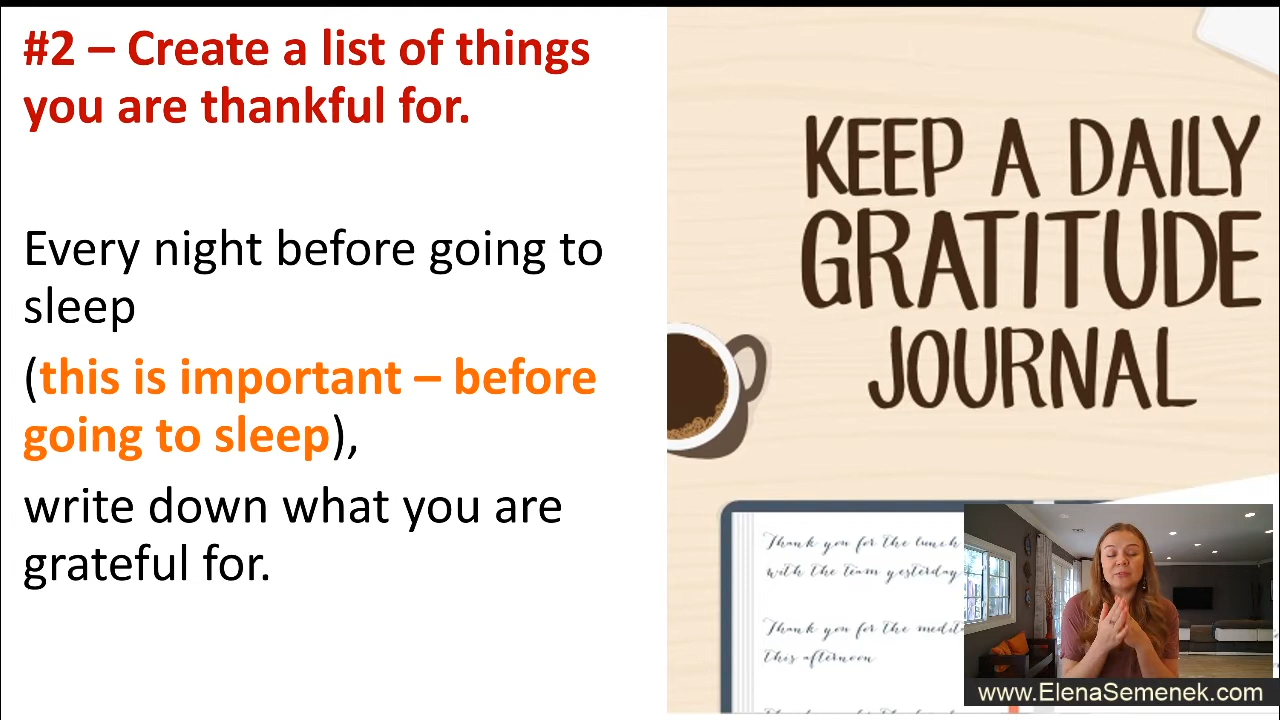 #2 – Create a list of things
you are thankful for.
Every night before going to
sleep
(this is important – before
going to sleep),
write down what you are
grateful for.
KEEP A DAILY
GRATITUDE
JOURNAL
Thank you for the lunch
with the team yesterday
Thank you for the
this afternoon
www.ElenaSemenek.com